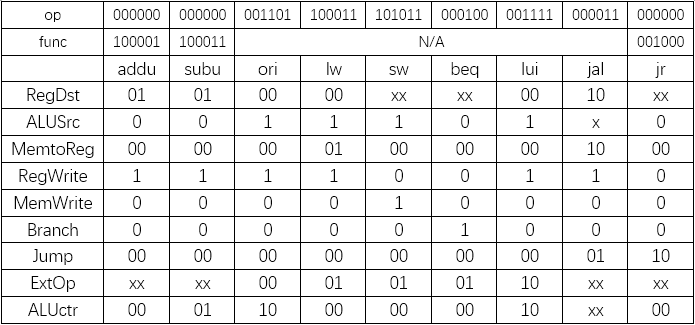 op 000000 000000 001101 100011 101011 000100 001111 000011 000000
func 100001 100011 N/A 001000
addu subu ori lw sw beq lui jal jr
RegDst 01 01 00 00 xx xx 00 10 xx
ALUSrc 0 0 1 1 1 0 1 x 0
MemtoReg 00 00 00 01 00 00 00 10 00
RegWrite 1 1 1 1 0 0 1 1 0
MemWrite 0 0 0 0 1 0 0 0 0
Branch 0 0 0 0 0 1 0 0 0
Jump 00 00 00 00 00 00 00 01 10
ExtOp xx xx 00 01 01 01 10 xx xx
ALUctr 00 01 10 00 00 00 10 xx 00